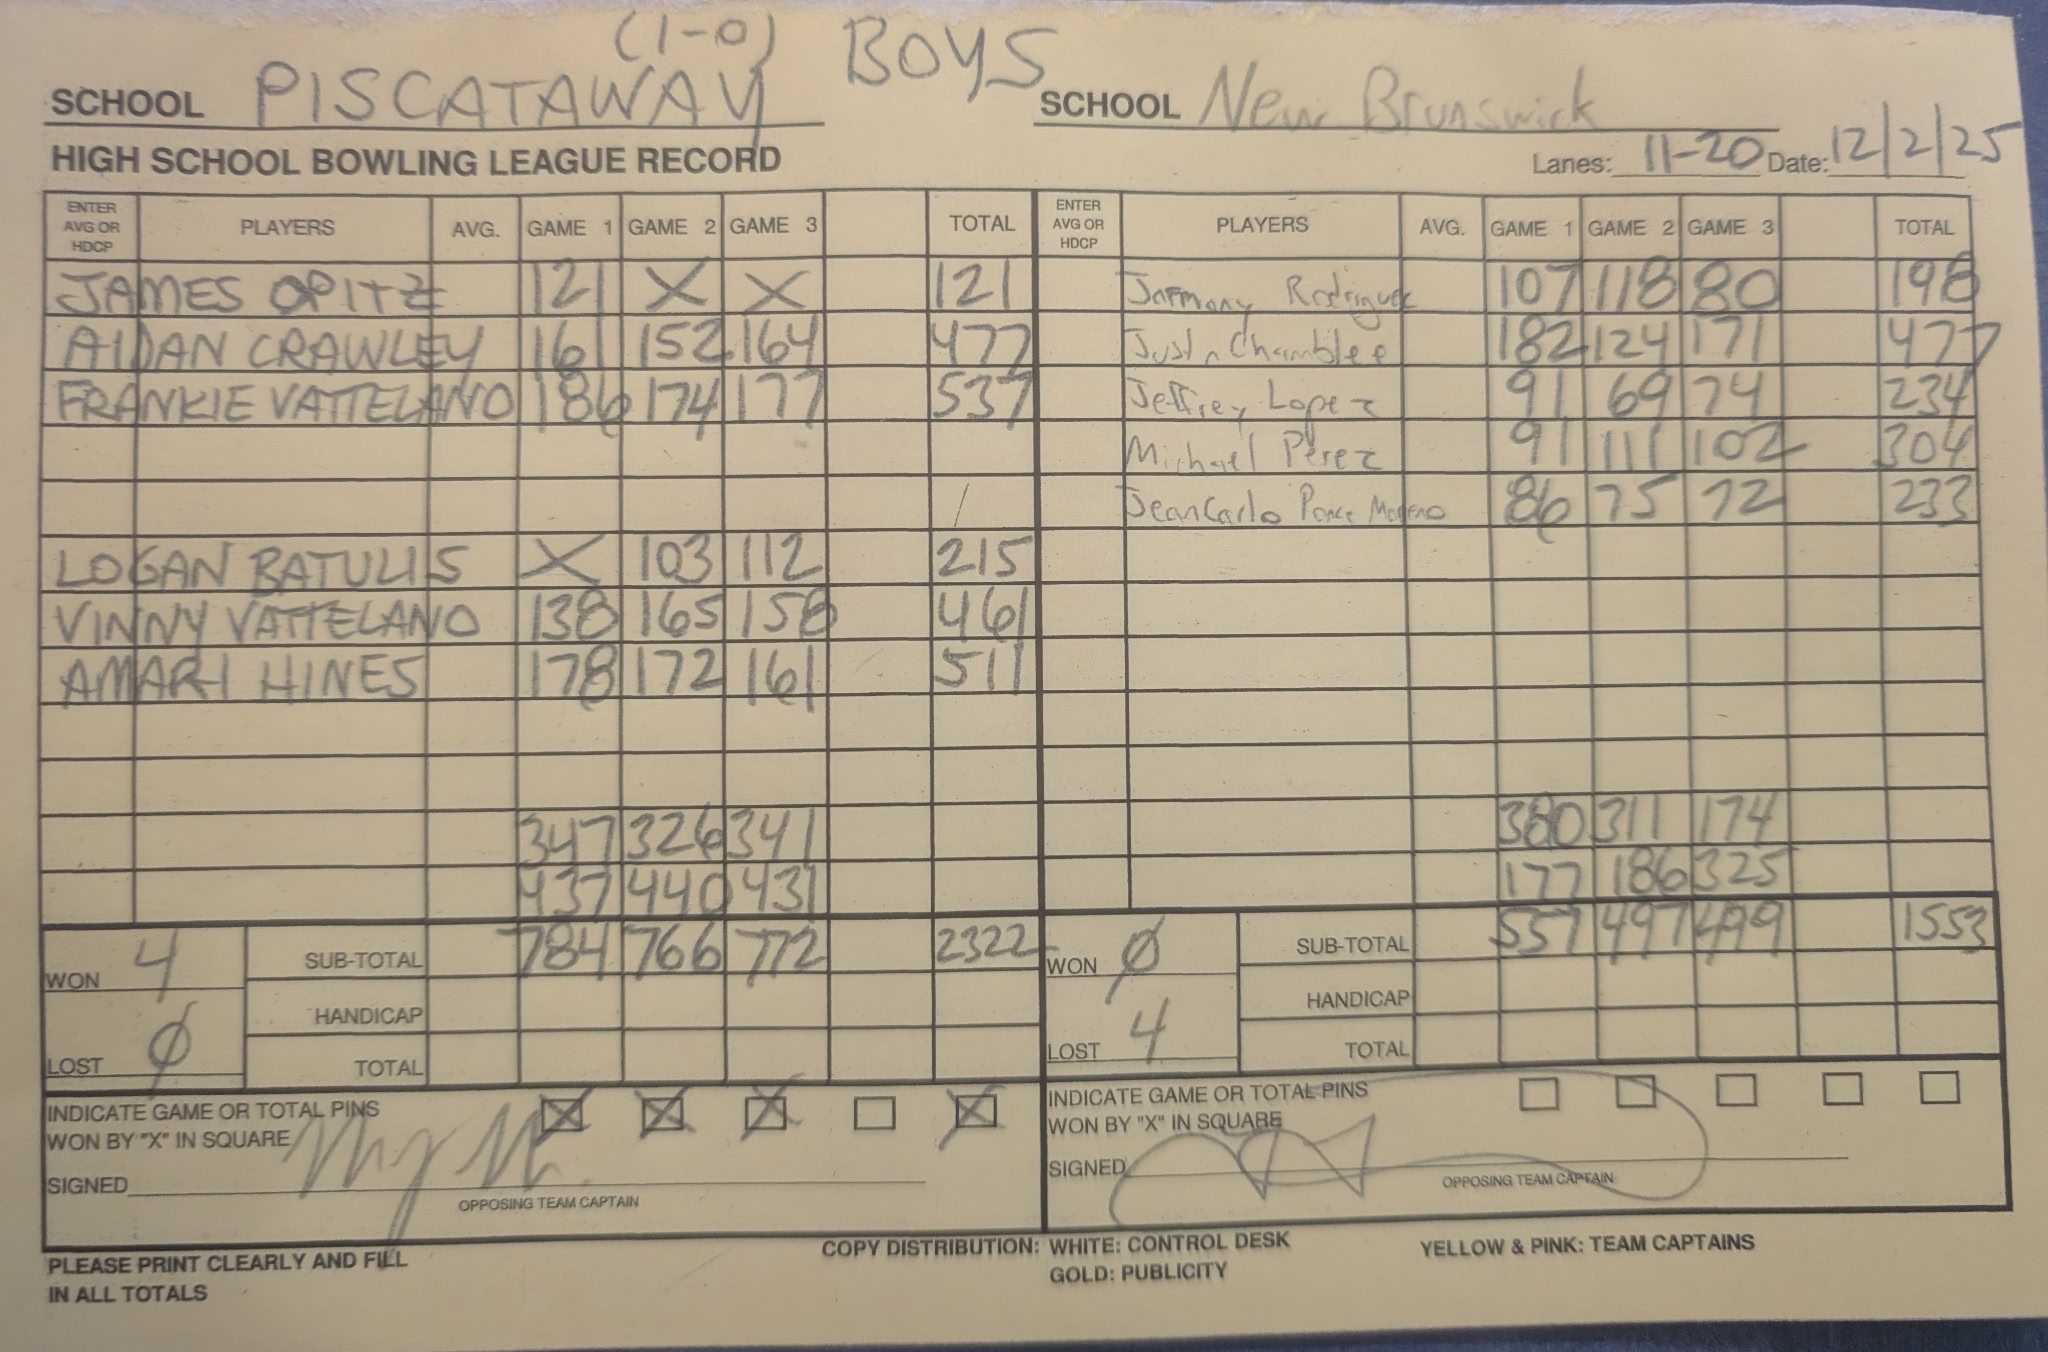 (1-0) BOYS
SCHOOL PISCATAWAY SCHOOL New Brunswick
HIGH SCHOOL BOWLING LEAGUE RECORD Lanes: 11-20 Date: 12/2/25
ENTER AVG OR HDCP PLAYERS AVG. GAME 1 GAME 2 GAME 3 TOTAL ENTER AVG OR HDCP PLAYERS AVG. GAME 1 GAME 2 GAME 3 TOTAL
JAMES OPITZ 121 X X 121 Jarmony Rodriguez 107 118 80 198
AIDAN CRAWLEY 161 152 164 477 Justin Chamblee 182 124 171 477
FRANKIE VATTELANO 186 174 177 537 Jeffrey Lopez 91 69 74 234
Michael Perez 91 111 102 304
JeanCarlo Ponce Moreno 86 75 72 233
LOGAN BATULIS X 103 112 215
VINNY VATTELANO 138 165 158 461
AMARI HINES 178 172 161 511
347 326 341 380 311 174
437 440 431 177 186 325
WON 4 SUB-TOTAL 784 766 772 2322 WON Ø SUB-TOTAL 557 497 499 1553
HANDICAP HANDICAP
LOST Ø TOTAL LOST 4 TOTAL
INDICATE GAME OR TOTAL PINS INDICATE GAME OR TOTAL PINS
WON BY "X" IN SQUARE X X X X WON BY "X" IN SQUARE
SIGNED SIGNED
OPPOSING TEAM CAPTAIN OPPOSING TEAM CAPTAIN
PLEASE PRINT CLEARLY AND FILL COPY DISTRIBUTION: WHITE: CONTROL DESK YELLOW & PINK: TEAM CAPTAINS
IN ALL TOTALS GOLD: PUBLICITY